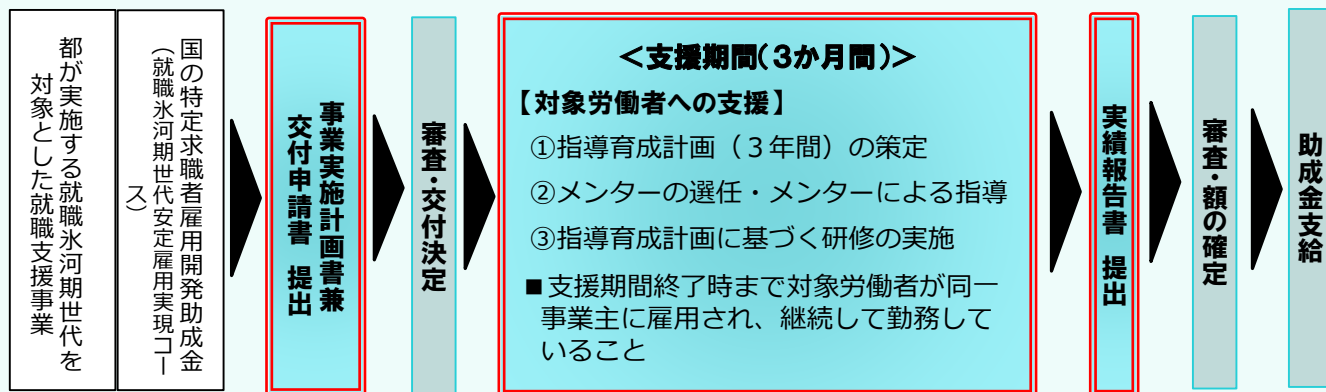 都が実施する就職氷河期世代を
対象とした就職支援事業
国の特定求職者雇用開発助成金
（就職氷河期世代安定雇用実現コー
ス）
事業実施計画書兼
交付申請書　提出
審査・交付決定
＜支援期間（３か月間）＞
【対象労働者への支援】
①指導育成計画（３年間）の策定
②メンターの選任・メンターによる指導
③指導育成計画に基づく研修の実施
■支援期間終了時まで対象労働者が同一
事業主に雇用され、継続して勤務して
いること
実績報告書　提出
審査・額の確定
助成金支給